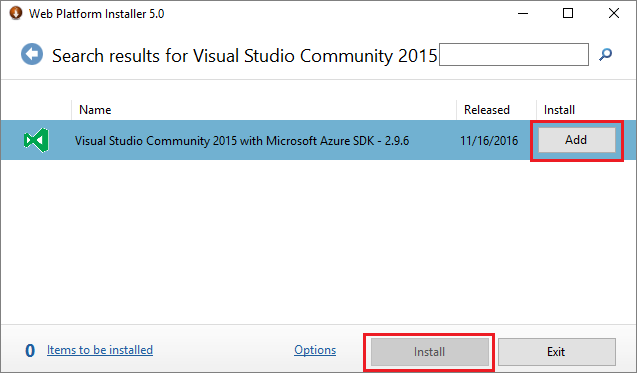 Web Platform Installer 5.0
Search results for Visual Studio Community 2015
Name Released Install
Visual Studio Community 2015 with Microsoft Azure SDK - 2.9.6 11/16/2016 Add
0 Items to be installed Options Install Exit